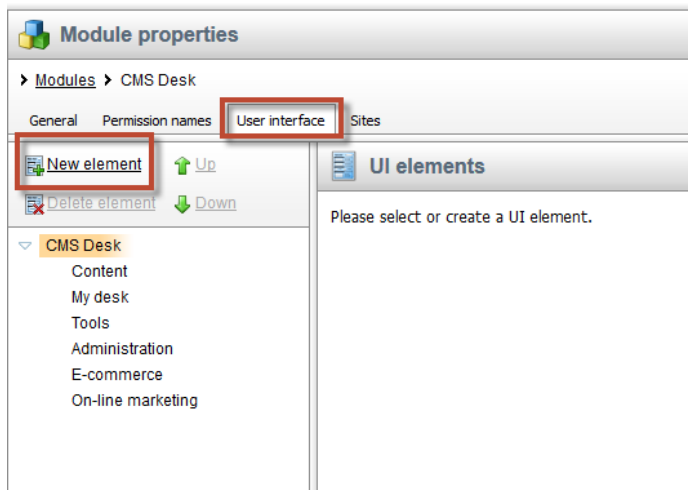 Module properties
Modules CMS Desk
General Permission names User interface Sites
New element Up
Delete element Down
UI elements
Please select or create a UI element.
CMS Desk
Content
My desk
Tools
Administration
E-commerce
On-line marketing